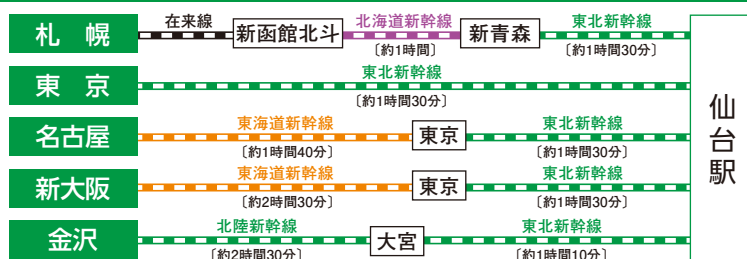 札幌 在来線 新函館北斗 北海道新幹線 〔約1時間〕 新青森 東北新幹線 〔約1時間30分〕
東京 東北新幹線 〔約1時間30分〕
名古屋 東海道新幹線 〔約1時間40分〕 東京 東北新幹線 〔約1時間30分〕
新大阪 東海道新幹線 〔約2時間30分〕 東京 東北新幹線 〔約1時間30分〕
金沢 北陸新幹線 〔約2時間30分〕 大宮 東北新幹線 〔約1時間10分〕
仙台駅